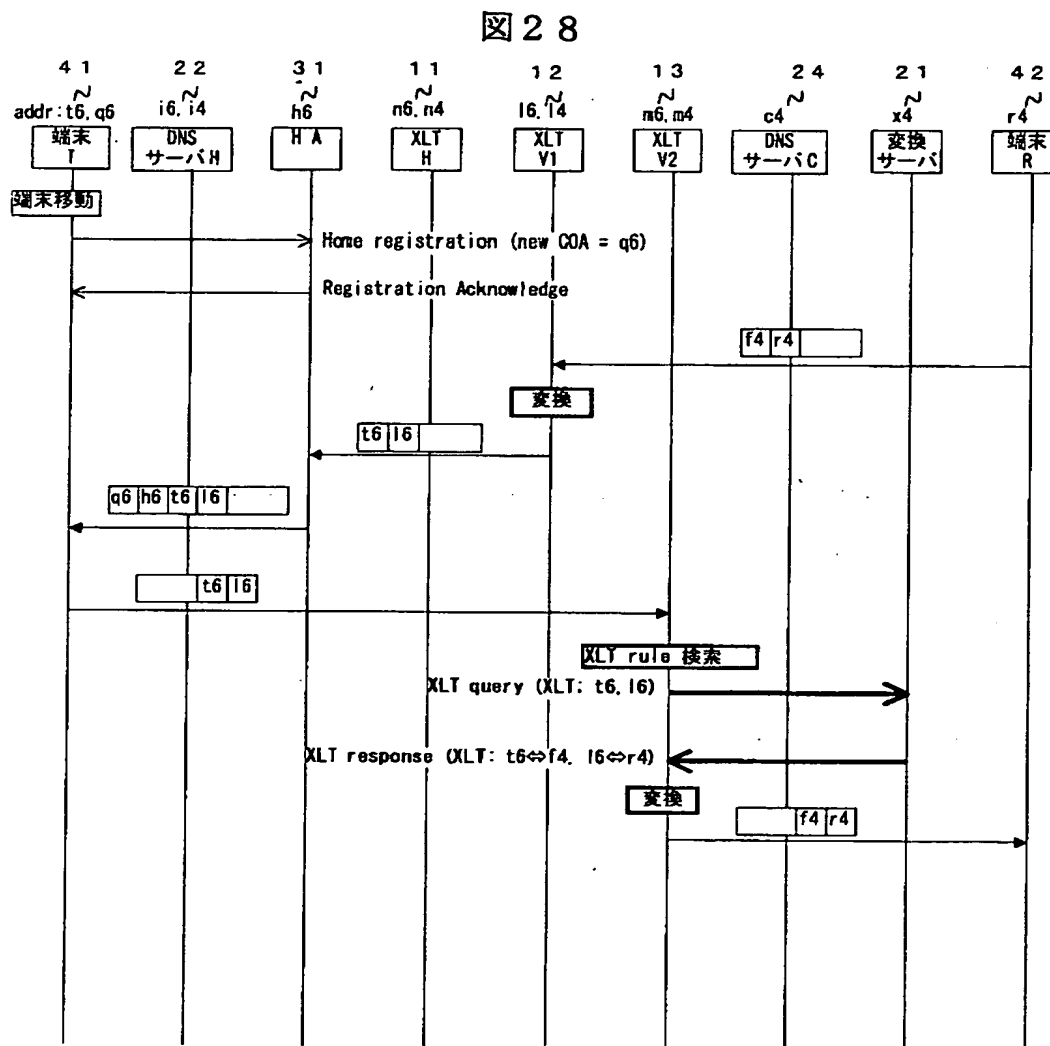 図２８
４１ ２２ ３１ １１ １２ １３ ２４ ２１ ４２
addr:t6,q6 i6,i4 h6 n6,n4 l6,l4 m6,m4 c4 x4 r4
端末 T DNS サーバH HA XLT H XLT V1 XLT V2 DNS サーバC 変換 サーバ 端末 R
端末移動
Home registration (new COA = q6)
Registration Acknowledge
f4 r4
変換
t6 l6
q6 h6 t6 l6
t6 l6
XLT rule 検索
XLT query (XLT: t6, l6)
XLT response (XLT: t6⇔f4, l6⇔r4)
変換
f4 r4